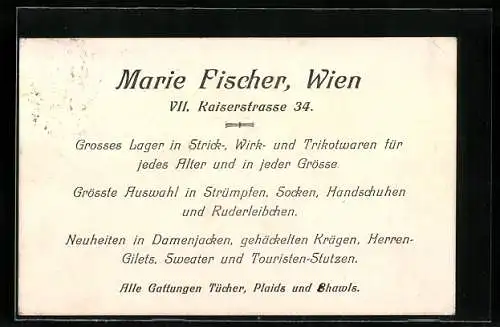 Marie Fischer, Wien
VII. Kaiserstrasse 34.
Grosses Lager in Strick-, Wirk- und Trikotwaren für
jedes Alter und in jeder Grösse.
Grösste Auswahl in Strümpfen, Socken, Handschuhen
und Ruderleibchen.
Neuheiten in Damenjacken, gehäckelten Krägen, Herren-
Gilets, Sweater und Touristen-Stutzen.
Alle Gattungen Tücher, Plaids und Shawls.